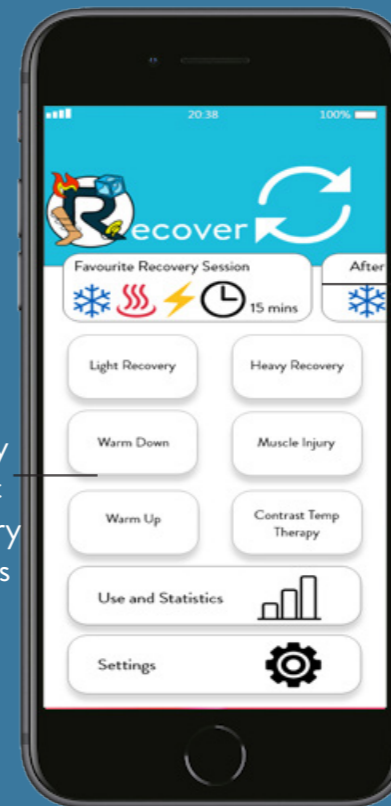 20:38
100%
Recover
Favourite Recovery Session
15 mins
After
Light Recovery
Heavy Recovery
Warm Down
Muscle Injury
Warm Up
Contrast Temp
Therapy
Use and Statistics
Settings
y
t
ry
s